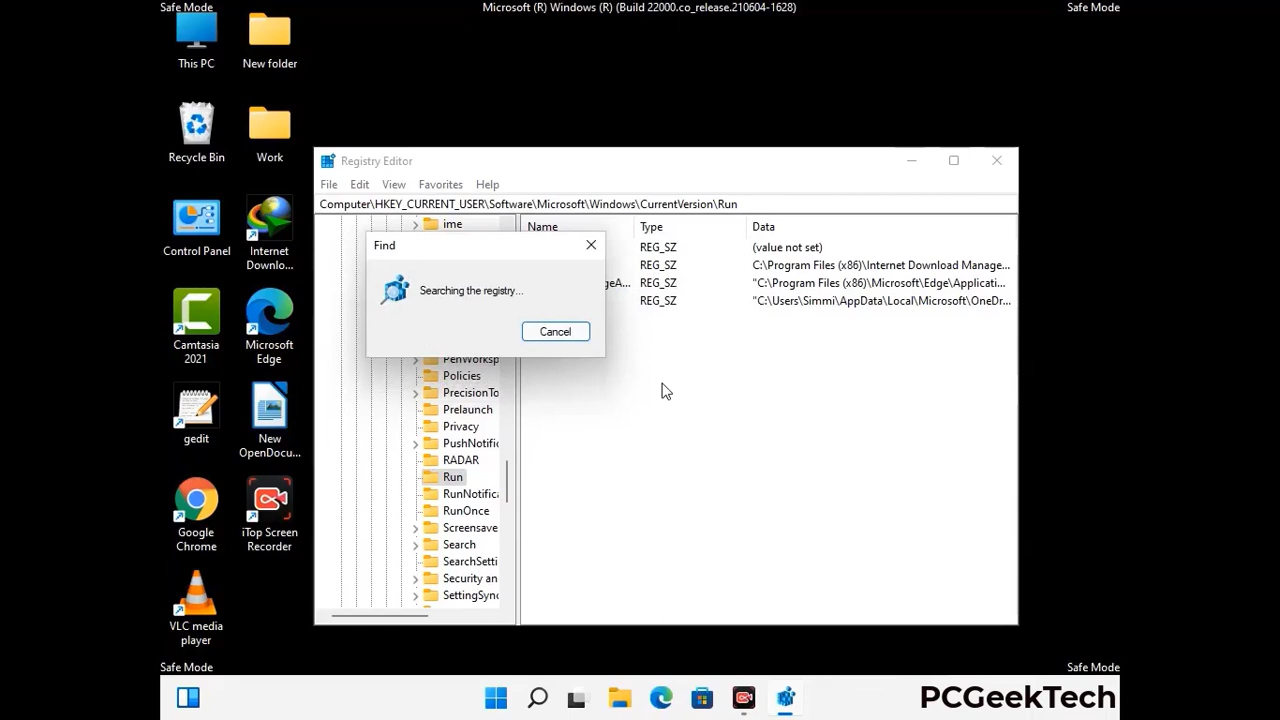 Safe Mode
Microsoft (R) Windows (R) (Build 22000.co_release.210604-1628)
Safe Mode
This PC
New folder
Recycle Bin
Work
Control Panel
Internet
Downlo...
Camtasia
2021
Microsoft
Edge
gedit
New
OpenDocu...
Google
Chrome
iTop Screen
Recorder
VLC media
player
Registry Editor
File Edit View Favorites Help
Computer\HKEY_CURRENT_USER\Software\Microsoft\Windows\CurrentVersion\Run
ime
PenWorksp
Policies
PrecisionTo
Prelaunch
Privacy
PushNotific
RADAR
Run
RunNotifica
RunOnce
Screensave
Search
SearchSetti
Security an
SettingSync
Name Type Data
REG_SZ (value not set)
REG_SZ C:\Program Files (x86)\Internet Download Manage...
geA... REG_SZ "C:\Program Files (x86)\Microsoft\Edge\Applicati...
REG_SZ "C:\Users\Simmi\AppData\Local\Microsoft\OneDr...
Find
Searching the registry...
Cancel
Safe Mode
Safe Mode
PCGeekTech